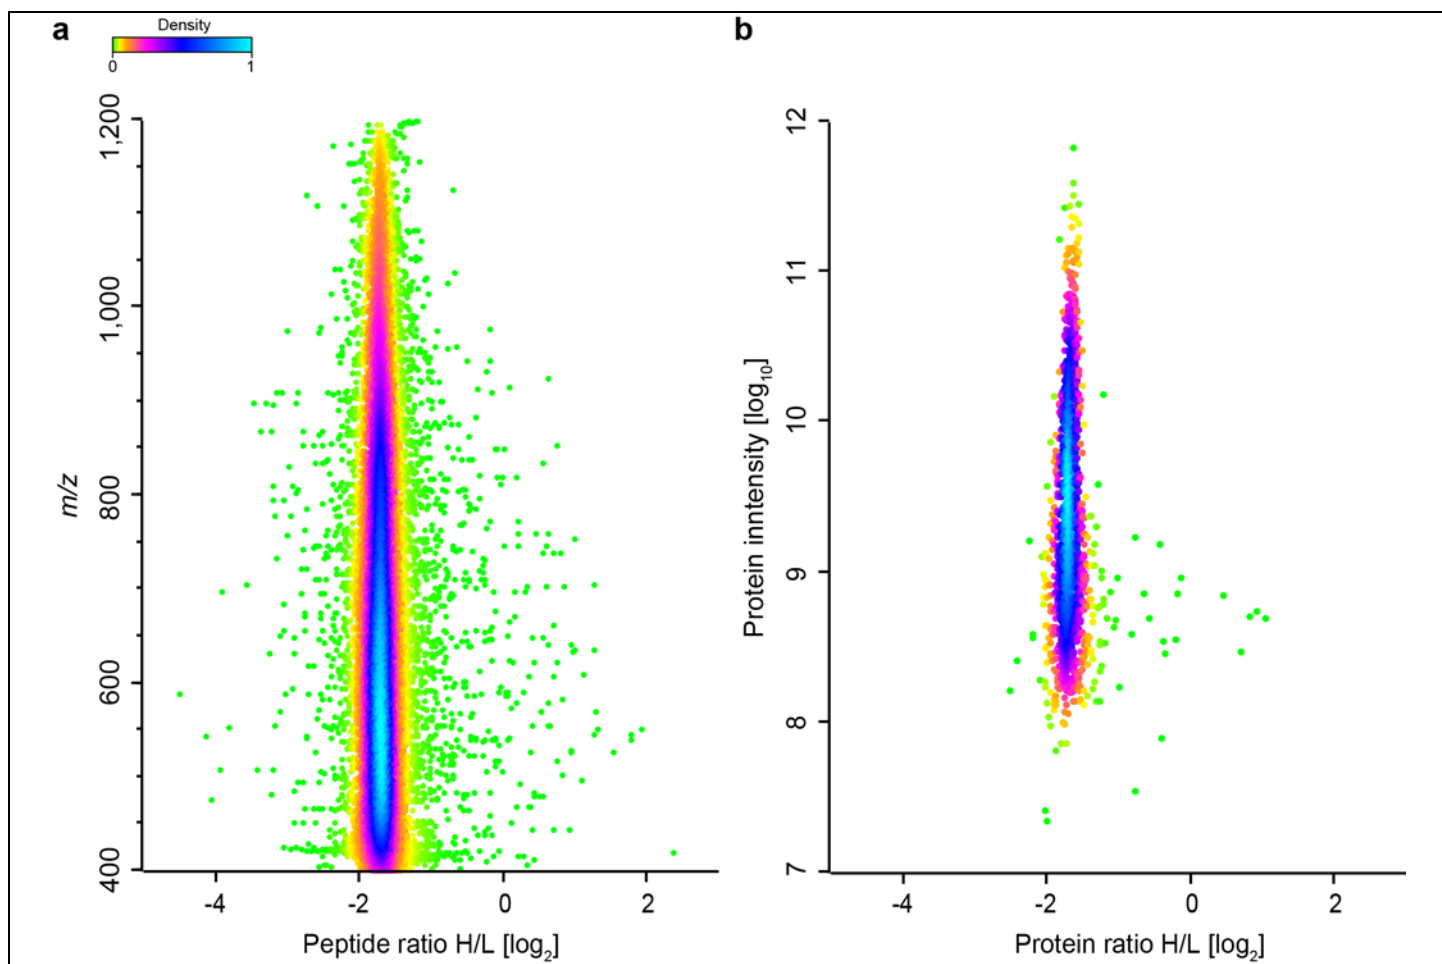 a
Density
0 1
1,200
1,000
800
600
400
m/z
-4 -2 0 2
Peptide ratio H/L [log2]
b
12
11
10
9
8
7
Protein inntensity [log10]
-4 -2 0 2
Protein ratio H/L [log2]